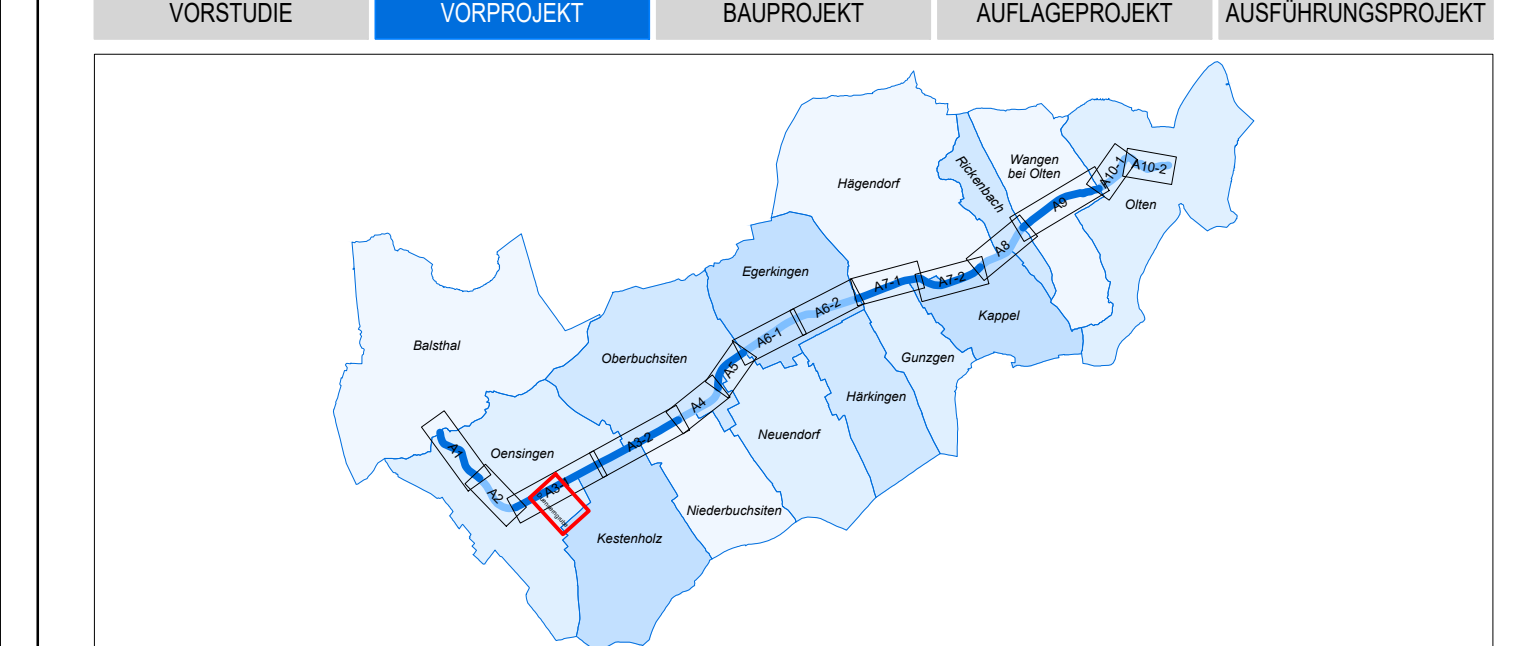 VORSTUDIE
VORPROJEKT
BAUPROJEKT
AUFLAGEPROJEKT
AUSFÜHRUNGSPROJEKT
Hägendorf
Rickenbach
Wangen
bei Olten
A10-1
A10-2
Olten
A9
A8
Egerkingen
A7-1
A7-2
A6-2
A6-1
Kappel
Balsthal
Oberbuchsiten
Gunzgen
A5
Härkingen
A4
Neuendorf
A3-2
A1
Oensingen
A2
A3-1
Niederbuchsiten
Kestenholz